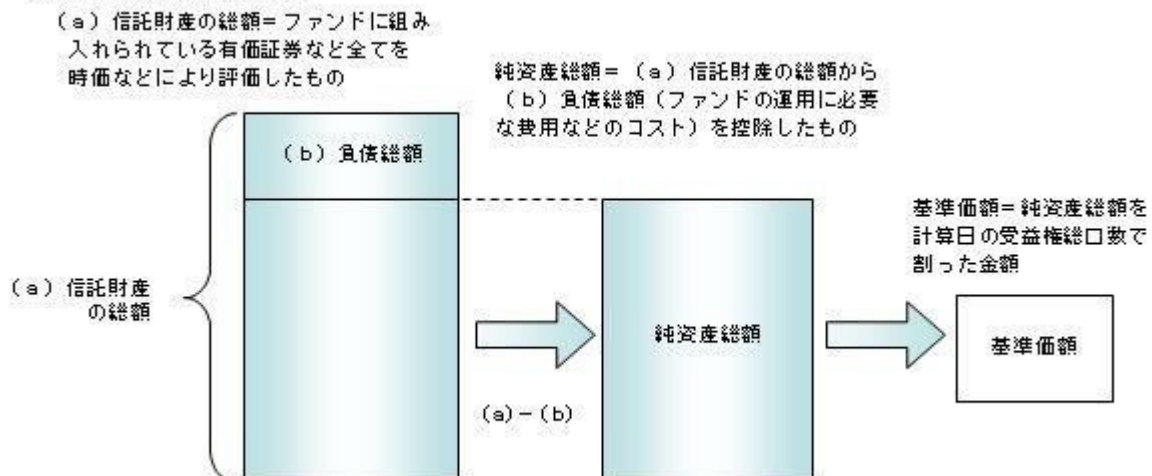 (a)信託財産の総額=ファンドに組み
入れられている有価証券など全てを
時価などにより評価したもの
純資産総額=(a)信託財産の総額から
(b)負債総額(ファンドの運用に必要
な費用などのコスト)を控除したもの
(b)負債総額
基準価額=純資産総額を
計算日の受益権総口数で
割った金額
(a)信託財産
の総額
純資産総額
基準価額
(a)-(b)